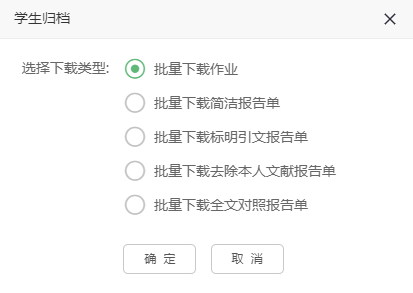 学生归档
选择下载类型:
批量下载作业
批量下载简洁报告单
批量下载标明引文报告单
批量下载去除本人文献报告单
批量下载全文对照报告单
确 定 取 消